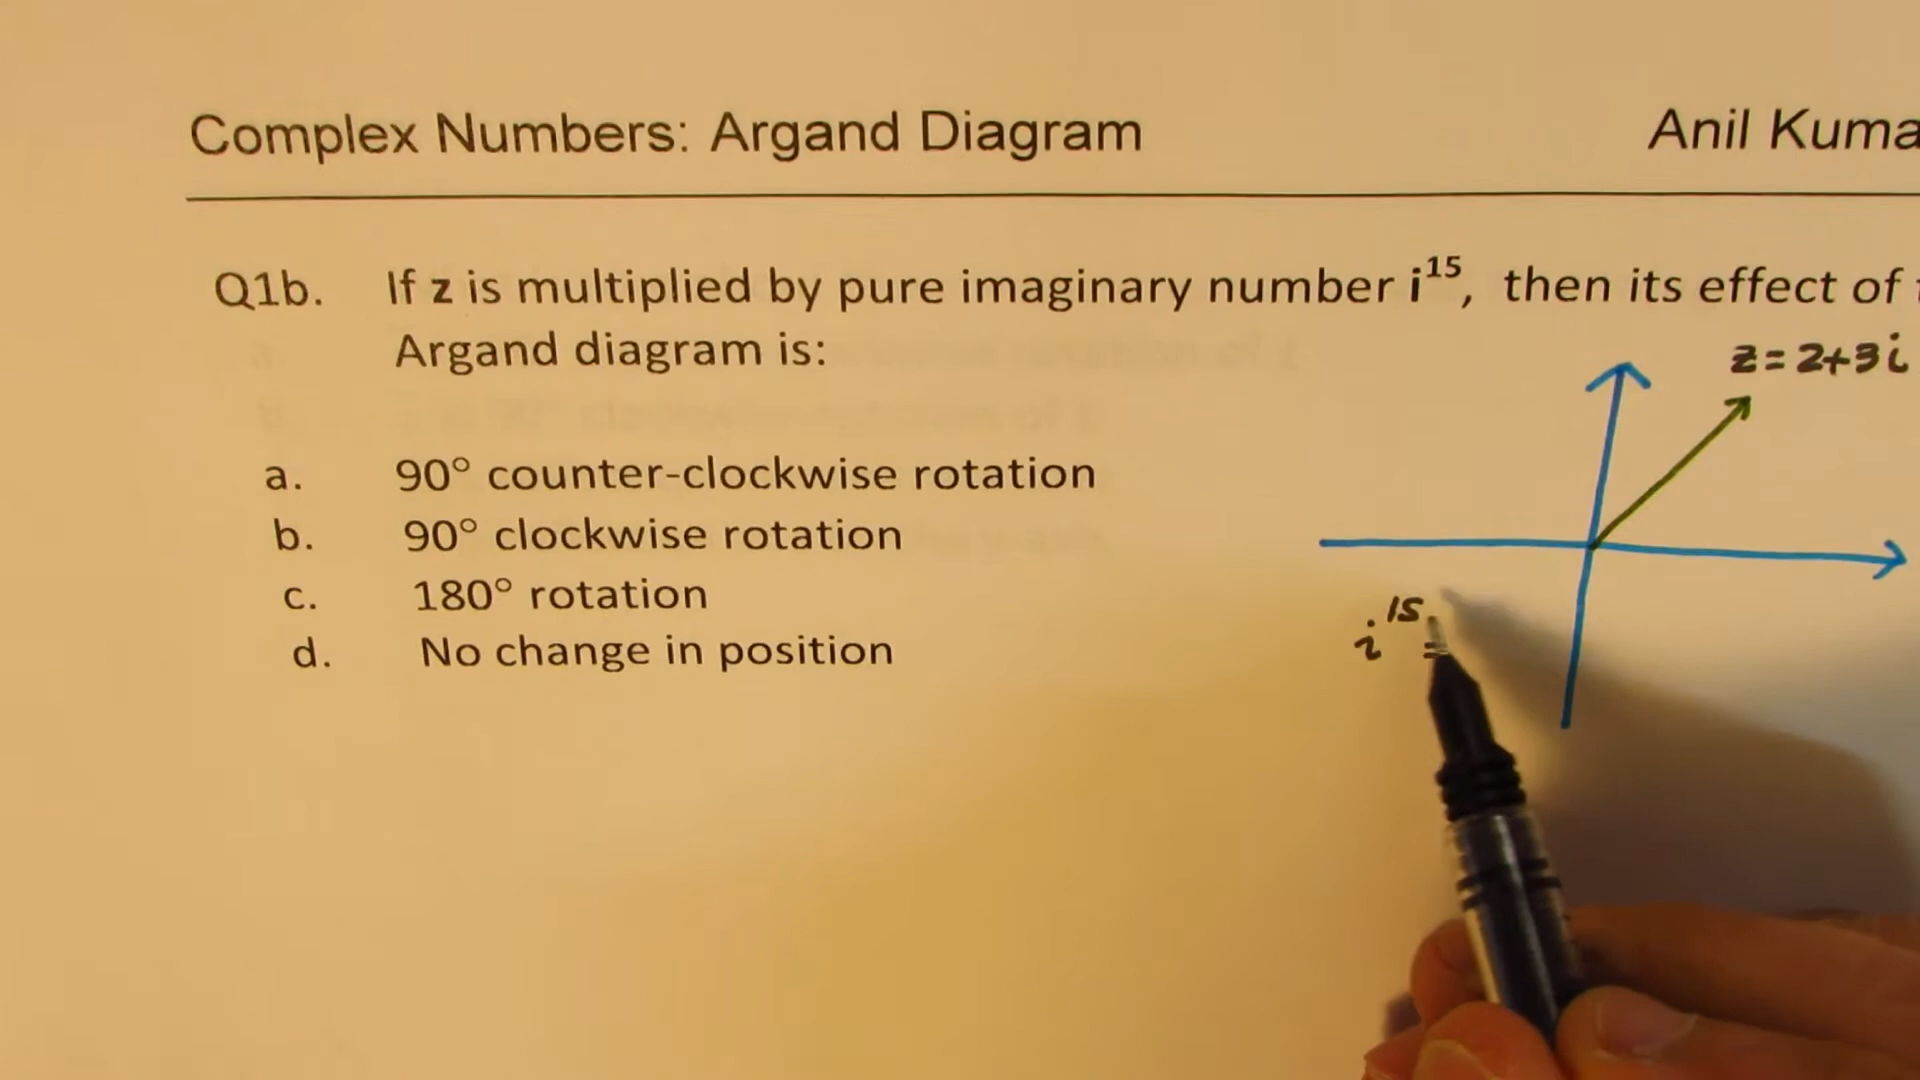 Complex Numbers: Argand Diagram Anil Kuma
Q1b. If z is multiplied by pure imaginary number i¹⁵, then its effect of
Argand diagram is:
z=2+3i
a. 90° counter-clockwise rotation
b. 90° clockwise rotation
c. 180° rotation
d. No change in position
i¹⁵=